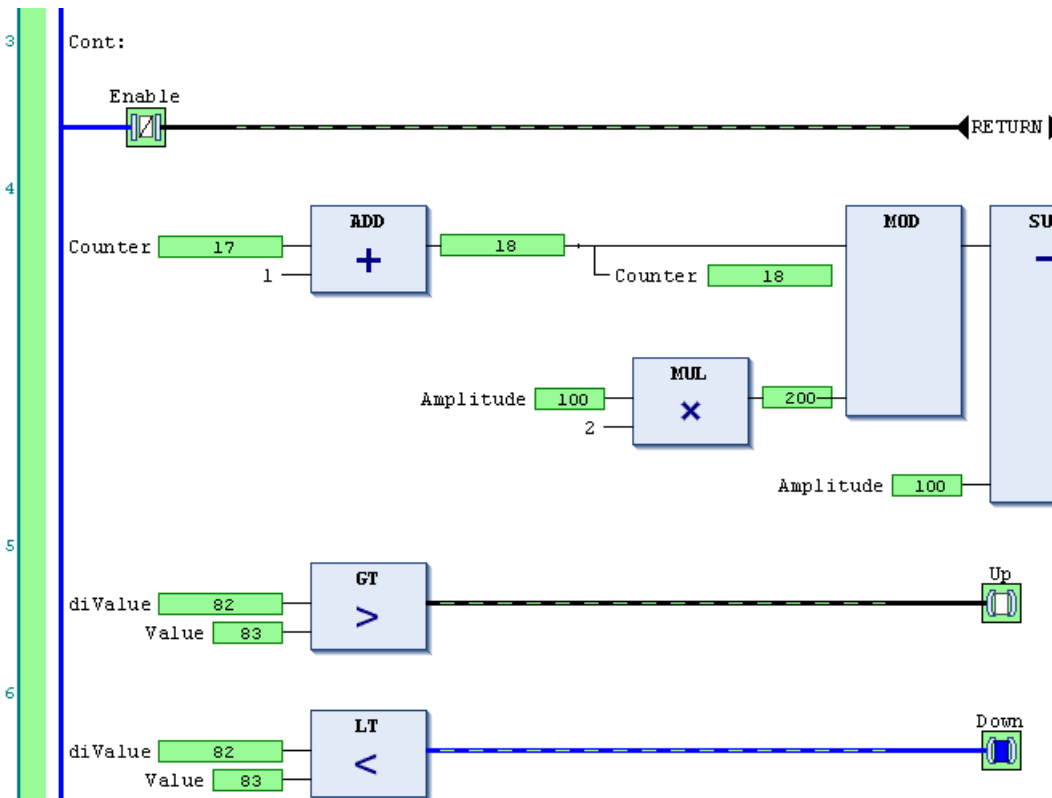 3 Cont:
Enable
RETURN
4
ADD MOD SU
Counter 17 + 18 −
1 Counter 18
MUL
Amplitude 100 × 200
2
Amplitude 100
5
GT Up
diValue 82 >
Value 83
6
LT Down
diValue 82 <
Value 83